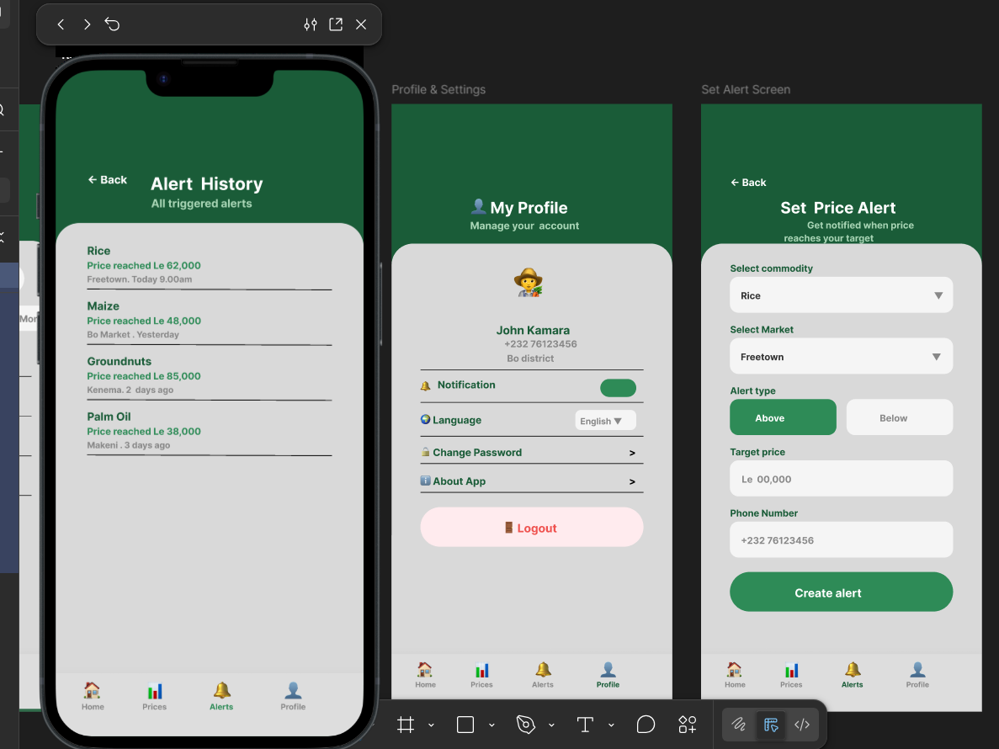 Profile & Settings
Set Alert Screen
← Back
Alert History
All triggered alerts
Rice
Price reached Le 62,000
Freetown. Today 9.00am
Maize
Price reached Le 48,000
Bo Market . Yesterday
Groundnuts
Price reached Le 85,000
Kenema. 2 days ago
Palm Oil
Price reached Le 38,000
Makeni . 3 days ago
Home
Prices
Alerts
Profile
My Profile
Manage your account
John Kamara
+232 76123456
Bo district
Notification
Language
English ▼
Change Password >
About App >
Logout
Home
Prices
Alerts
Profile
← Back
Set Price Alert
Get notified when price
reaches your target
Select commodity
Rice ▼
Select Market
Freetown ▼
Alert type
Above
Below
Target price
Le 00,000
Phone Number
+232 76123456
Create alert
Home
Prices
Alerts
Profile
Mor